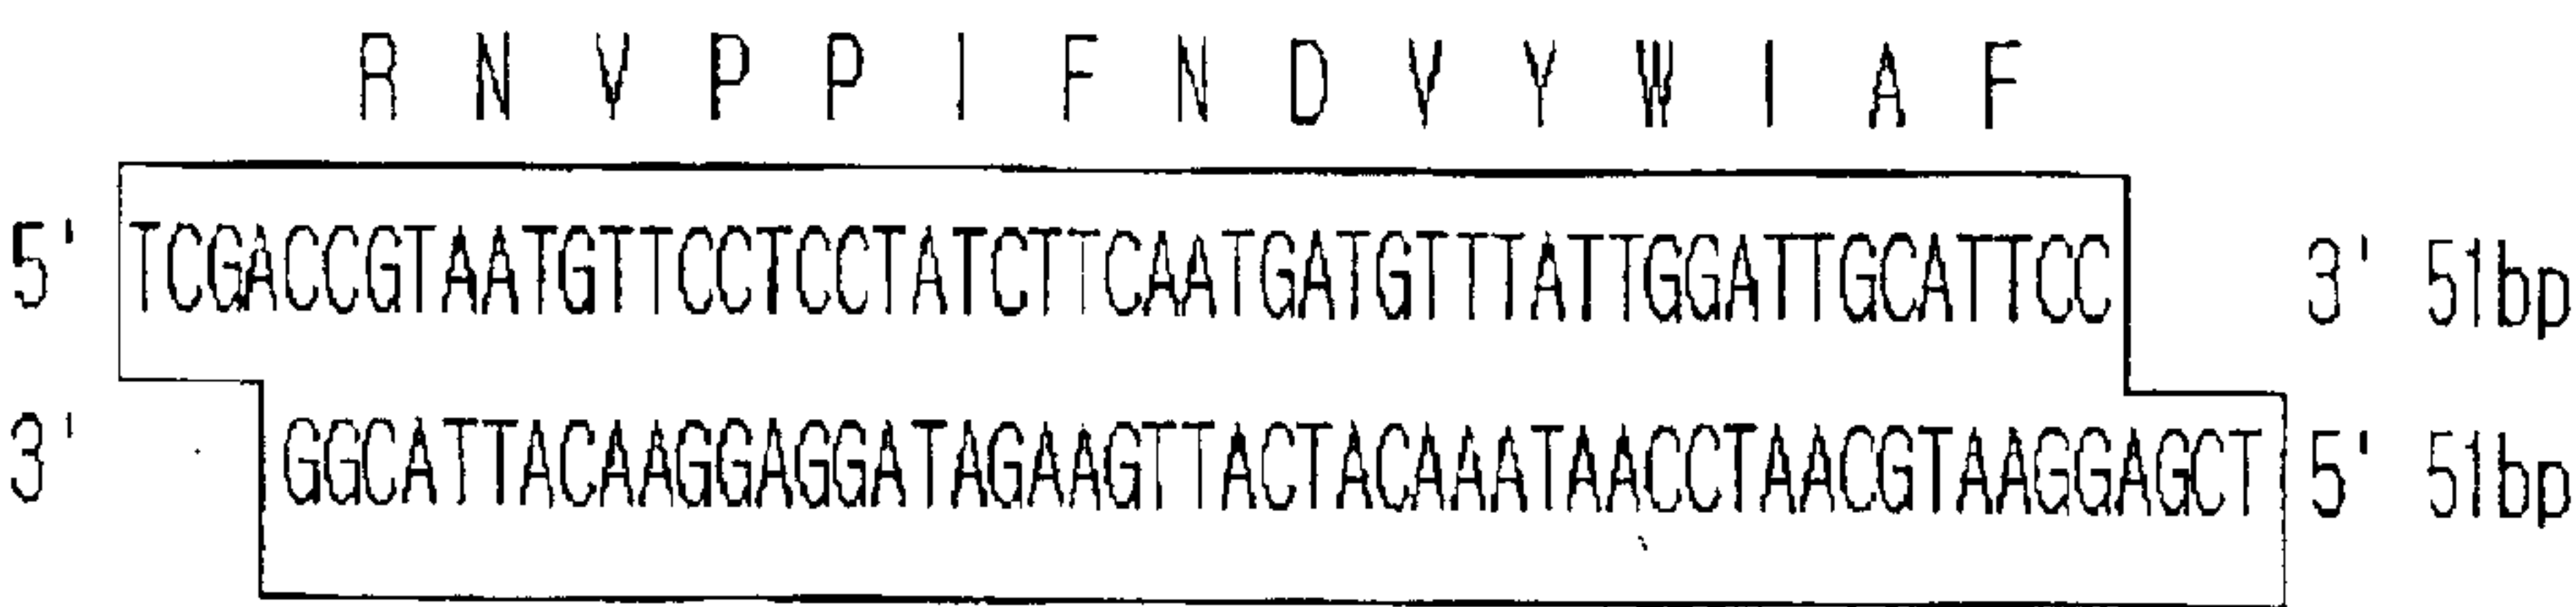 R N V P P I F N D V Y W I A F
5' TCGACCGTAATGTTCCTCCTATCTTCAATGATGTTTATTGGATTGCATTCC 3' 51bp
3' GGCATTACAAGGAGGATAGAAGTTACTACAAATAACCTAACGTAAGGAGCT 5' 51bp